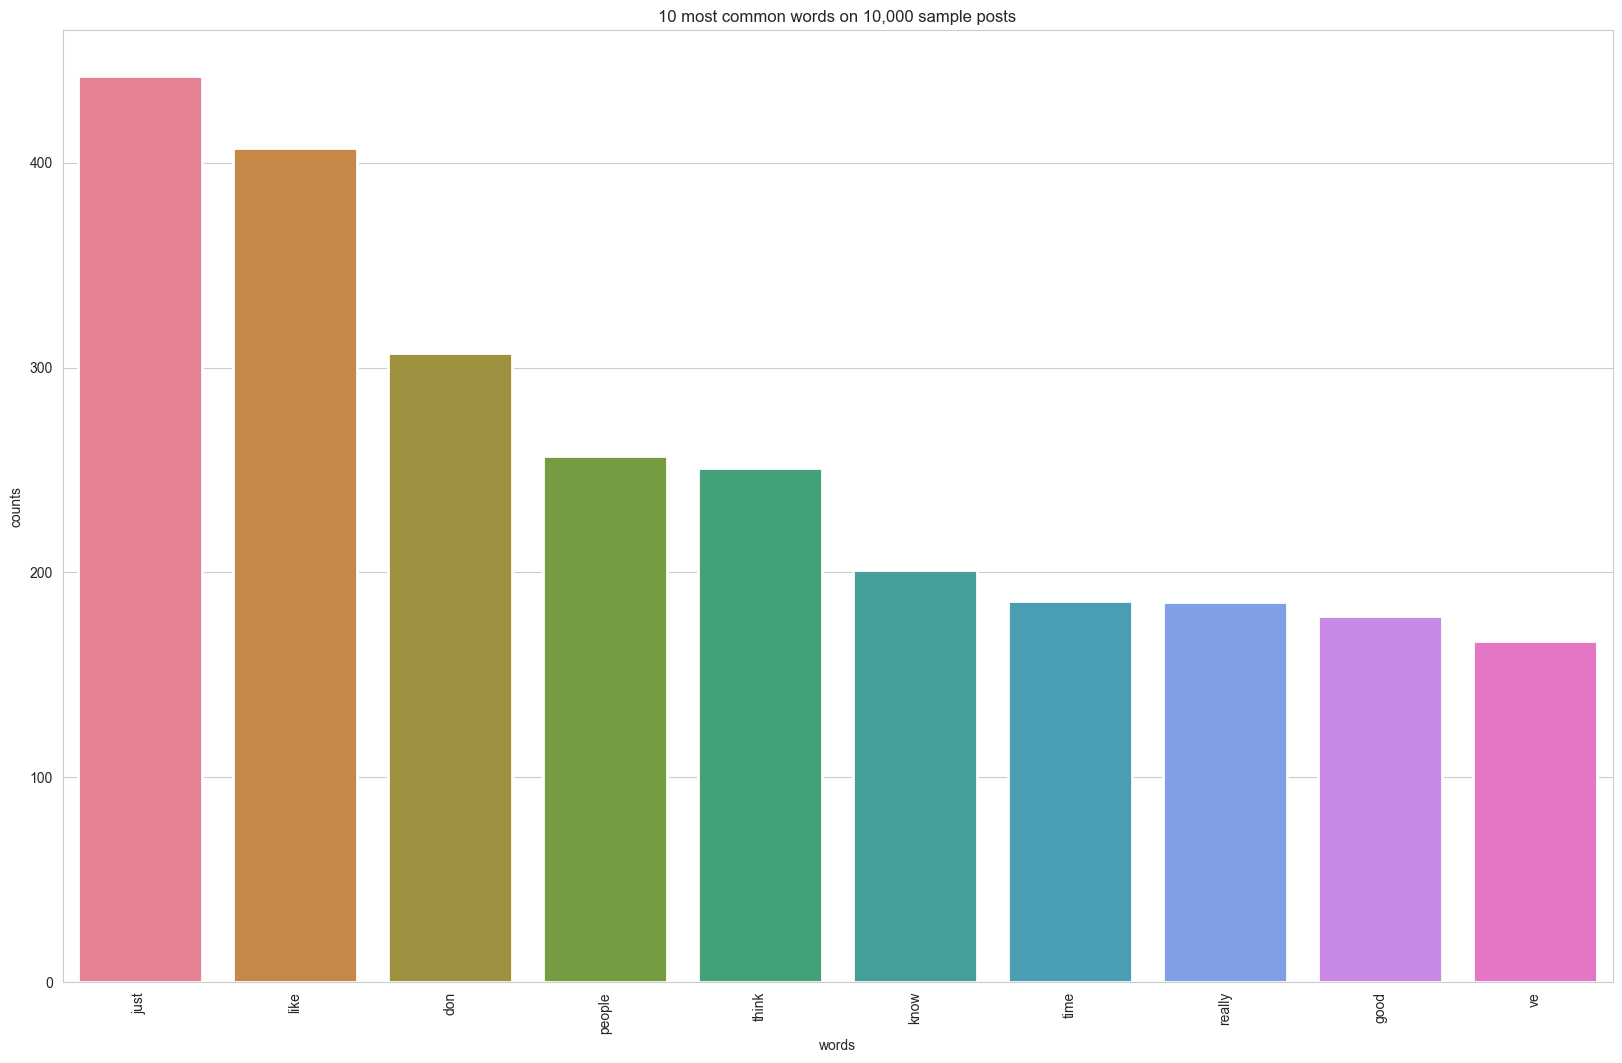 10 most common words on 10,000 sample posts
counts
400
300
200
100
0
just
like
don
people
think
know
time
really
good
ve
words